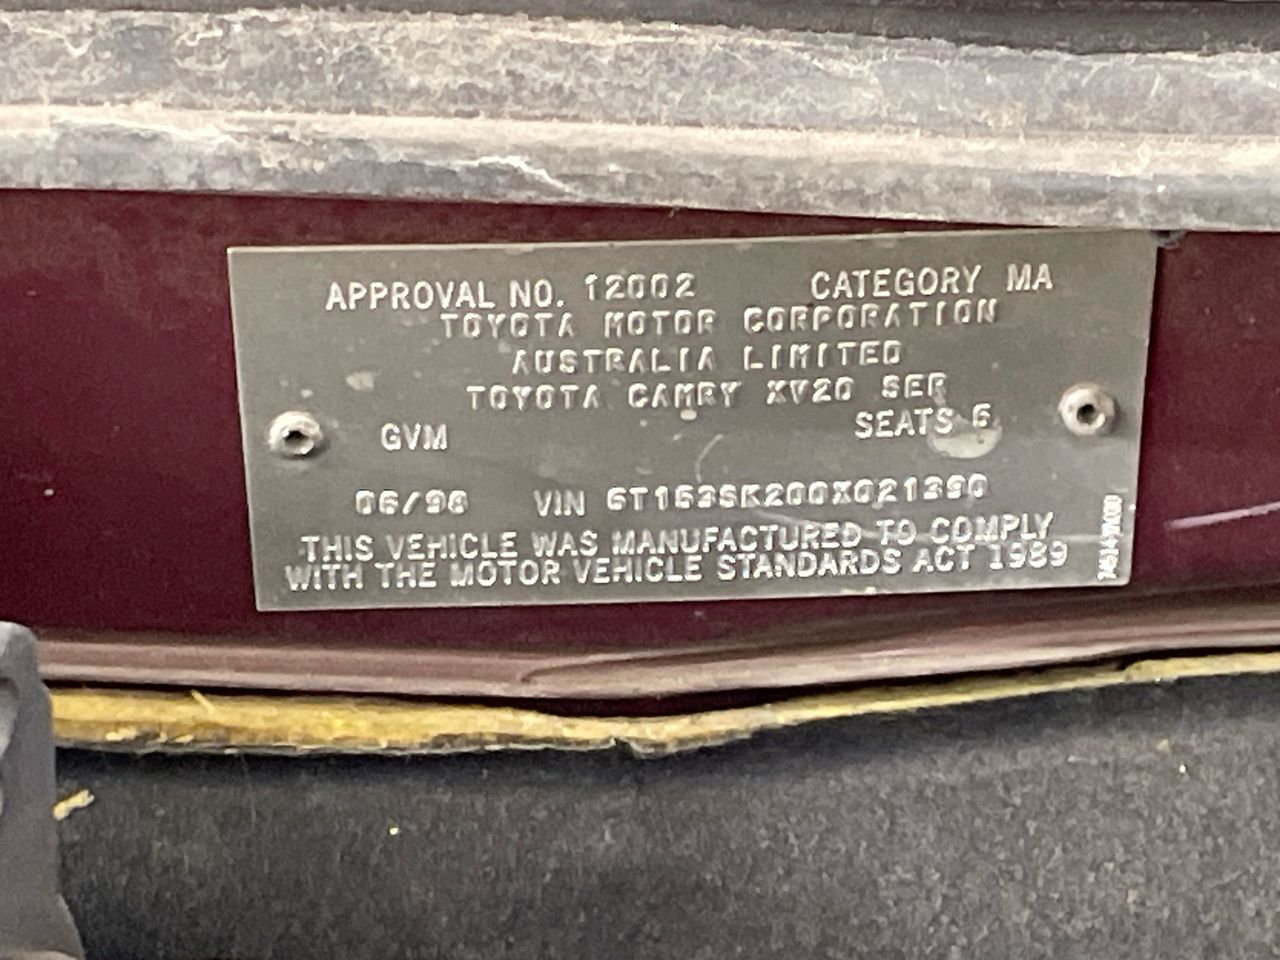 APPROVAL NO. 12002 CATEGORY MA
TOYOTA MOTOR CORPORATION
AUSTRALIA LIMITED
TOYOTA CAMRY XV20 SER
GVM SEATS 5
06/98 VIN 6T153SK200X021390
THIS VEHICLE WAS MANUFACTURED TO COMPLY
WITH THE MOTOR VEHICLE STANDARDS ACT 1989